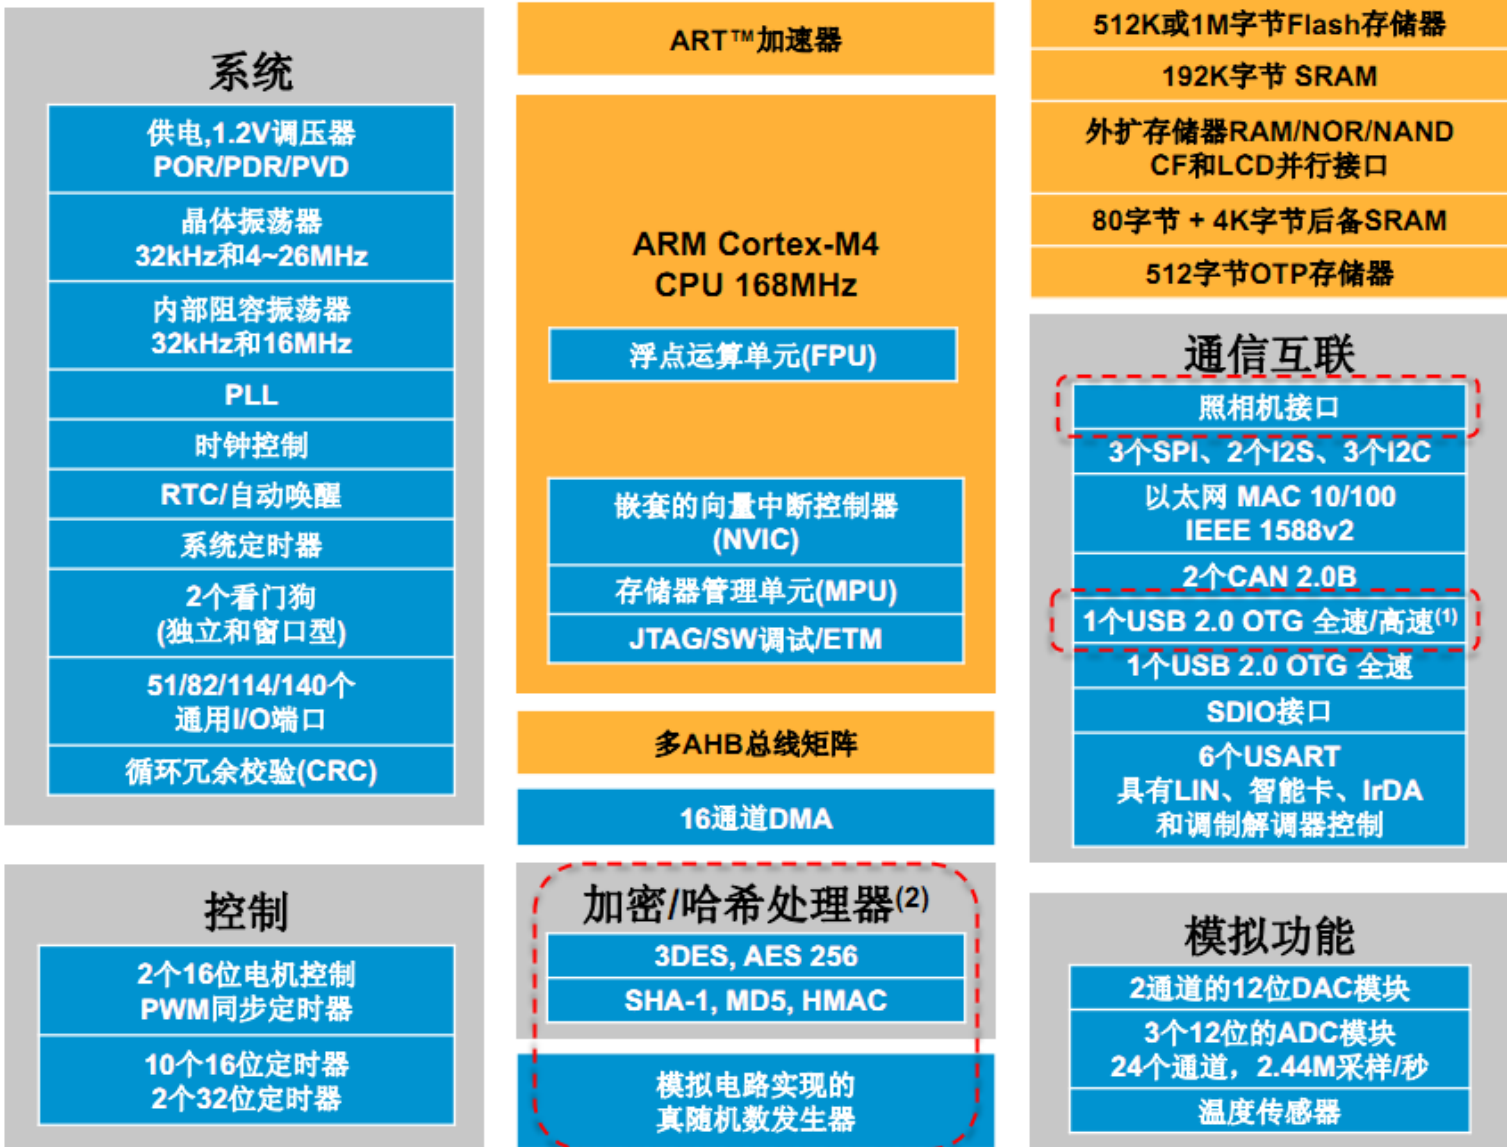 系统
供电,1.2V调压器
POR/PDR/PVD
晶体振荡器
32kHz和4~26MHz
内部阻容振荡器
32kHz和16MHz
PLL
时钟控制
RTC/自动唤醒
系统定时器
2个看门狗
(独立和窗口型)
51/82/114/140个
通用I/O端口
循环冗余校验(CRC)
控制
2个16位电机控制
PWM同步定时器
10个16位定时器
2个32位定时器
ART™加速器
ARM Cortex-M4
CPU 168MHz
浮点运算单元(FPU)
嵌套的向量中断控制器
(NVIC)
存储器管理单元(MPU)
JTAG/SW调试/ETM
多AHB总线矩阵
16通道DMA
加密/哈希处理器(2)
3DES, AES 256
SHA-1, MD5, HMAC
模拟电路实现的
真随机数发生器
512K或1M字节Flash存储器
192K字节 SRAM
外扩存储器RAM/NOR/NAND
CF和LCD并行接口
80字节 + 4K字节后备SRAM
512字节OTP存储器
通信互联
照相机接口
3个SPI、2个I2S、3个I2C
以太网 MAC 10/100
IEEE 1588v2
2个CAN 2.0B
1个USB 2.0 OTG 全速/高速(1)
1个USB 2.0 OTG 全速
SDIO接口
6个USART
具有LIN、智能卡、IrDA
和调制解调器控制
模拟功能
2通道的12位DAC模块
3个12位的ADC模块
24个通道，2.44M采样/秒
温度传感器